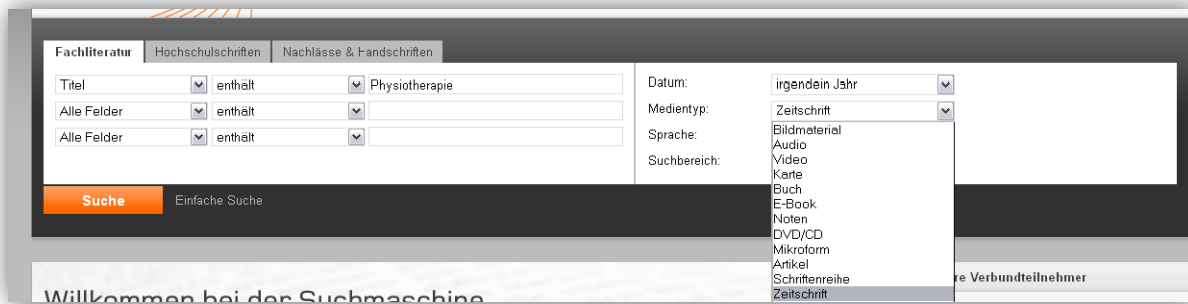 Fachliteratur Hochschulschriften Nachlässe & Handschriften
Titel enthält Physiotherapie
Alle Felder enthält
Alle Felder enthält
Datum: irgendein Jahr
Medientyp: Zeitschrift
Sprache:
Suchbereich:
Bildmaterial
Audio
Video
Karte
Buch
E-Book
Noten
DVD/CD
Mikroform
Artikel
Schriftenreihe
Zeitschrift
Suche Einfache Suche
Willkommen bei der Suchmaschine
re Verbundteilnehmer